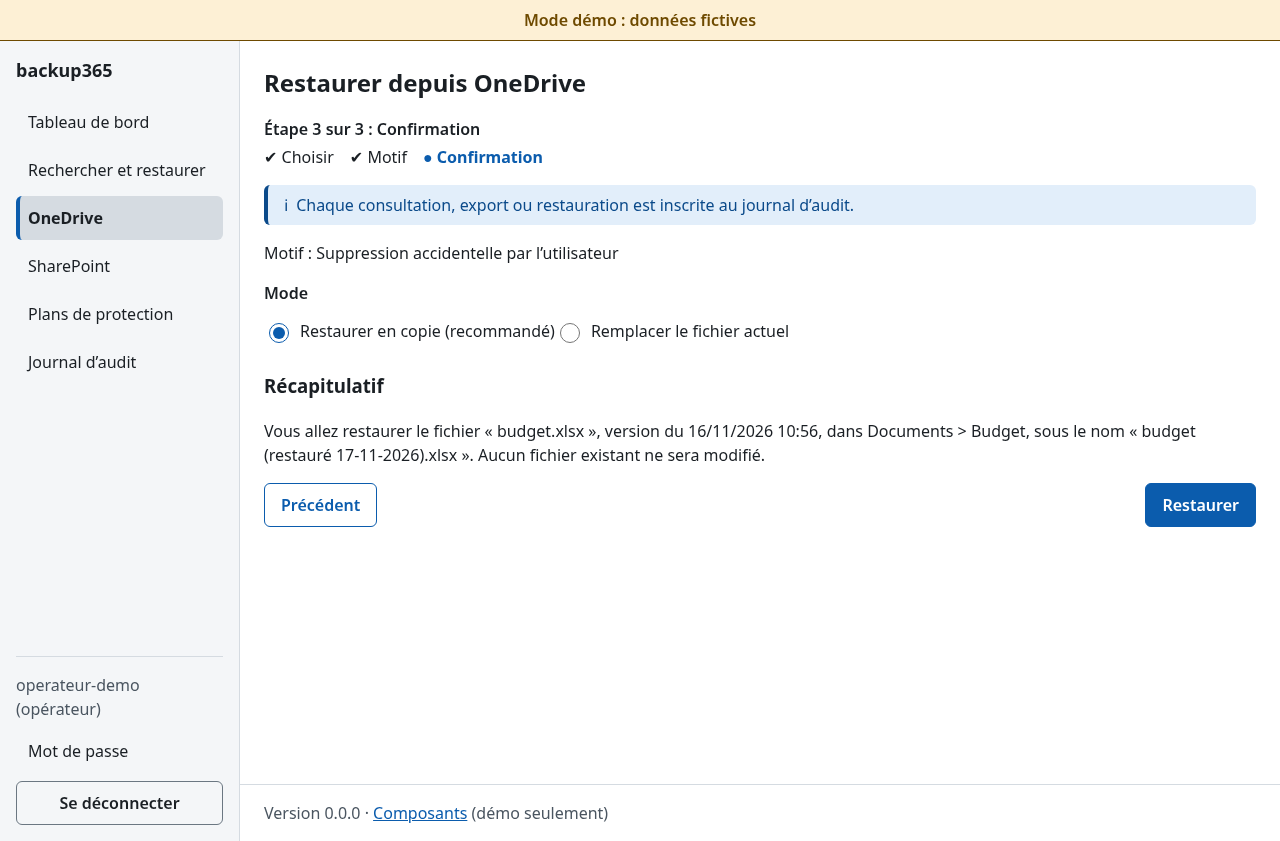 Mode démo : données fictives
backup365
Tableau de bord
Rechercher et restaurer
OneDrive
SharePoint
Plans de protection
Journal d’audit
operateur-demo
(opérateur)
Mot de passe
Se déconnecter
Restaurer depuis OneDrive
Étape 3 sur 3 : Confirmation
✔ Choisir ✔ Motif ● Confirmation
i Chaque consultation, export ou restauration est inscrite au journal d’audit.
Motif : Suppression accidentelle par l’utilisateur
Mode
Restaurer en copie (recommandé) Remplacer le fichier actuel
Récapitulatif
Vous allez restaurer le fichier « budget.xlsx », version du 16/11/2026 10:56, dans Documents > Budget, sous le nom « budget
(restauré 17-11-2026).xlsx ». Aucun fichier existant ne sera modifié.
Précédent
Restaurer
Version 0.0.0 · Composants (démo seulement)